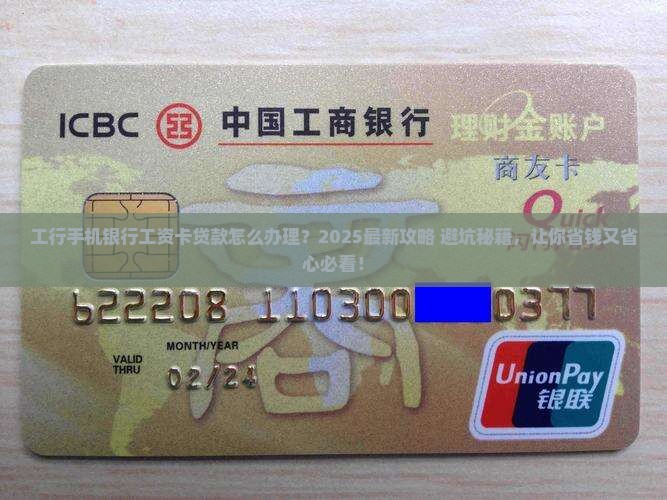 ICBC 中国工商银行 理财金账户
商友卡
Quick
工行手机银行工资卡贷款怎么办理？2025最新攻略 避坑秘籍，让你省钱又省
心必看！
商
622208 110300 0377
MONTH/YEAR
VALID
THRU
02/24
UnionPay
银联